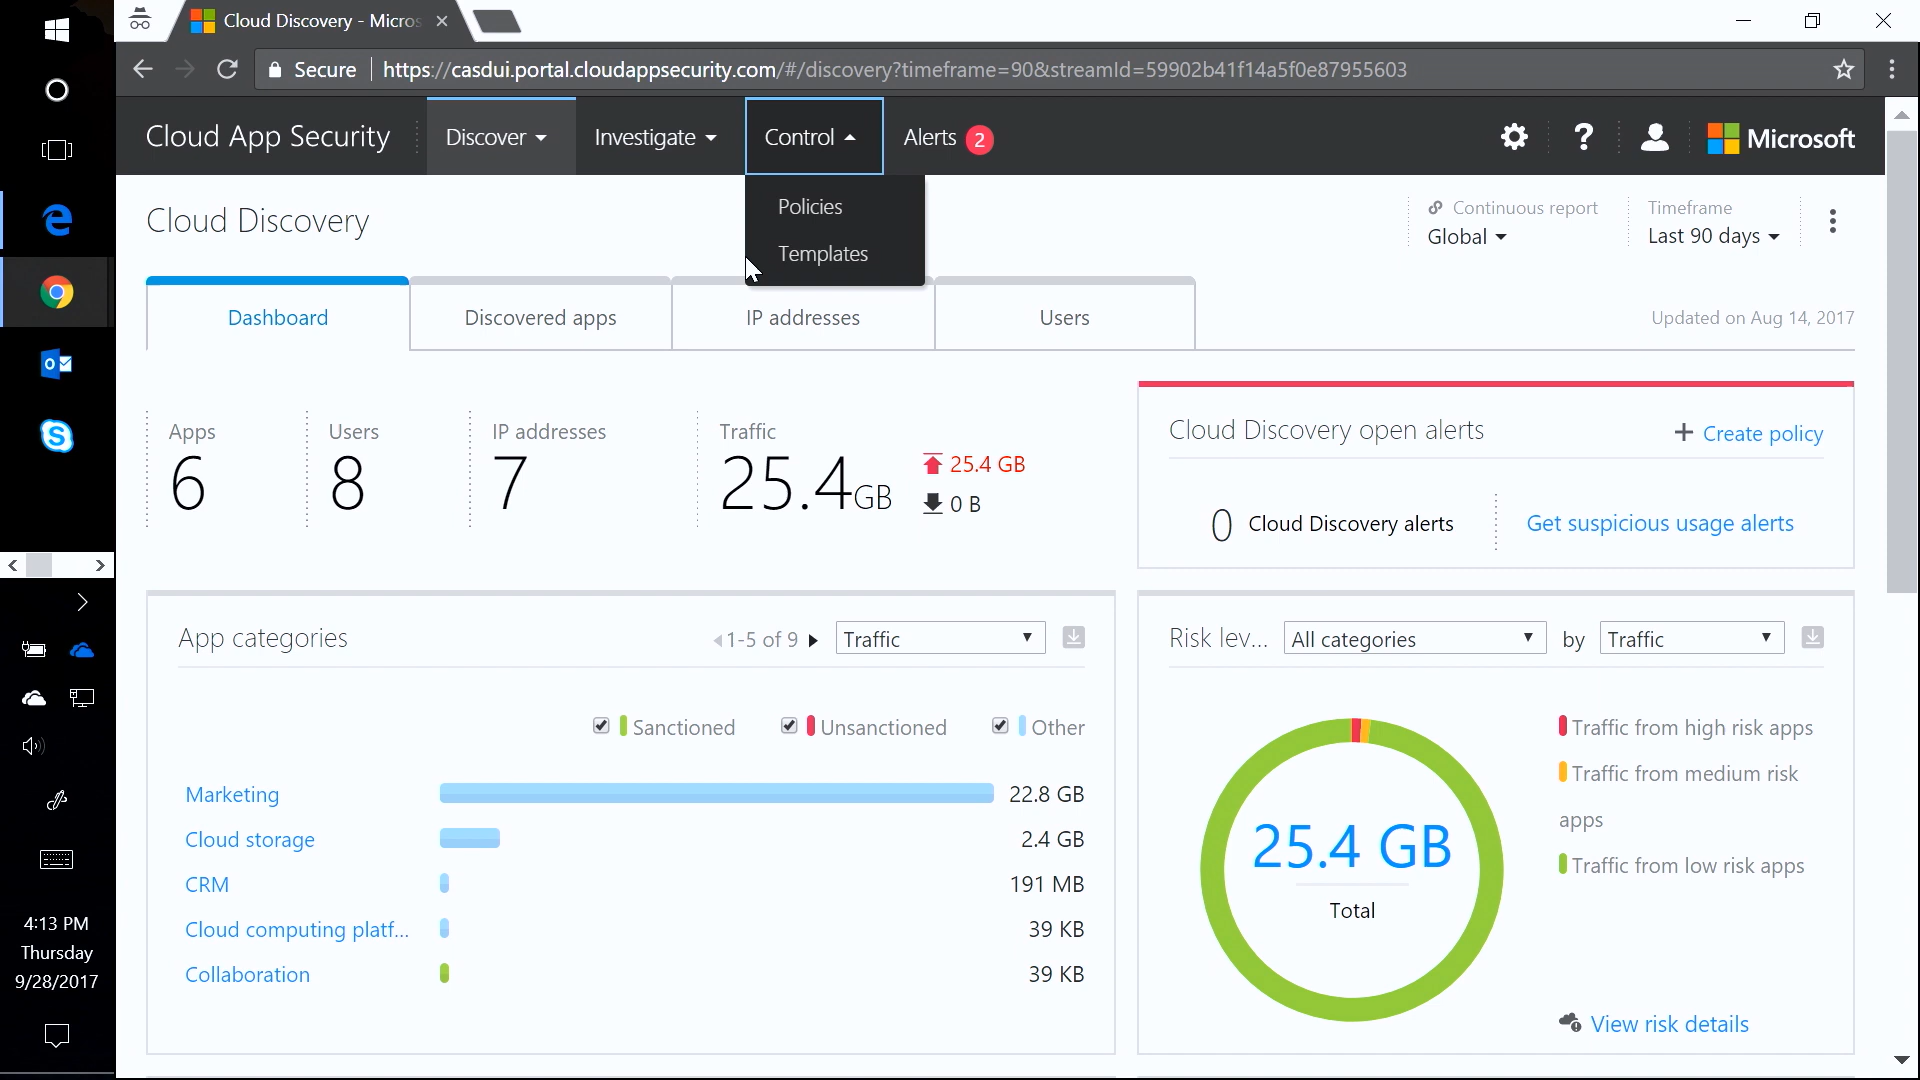 Cloud Discovery - Micros
Secure
https://casdui.portal.cloudappsecurity.com/#/discovery?timeframe=90&streamId=59902b41f14a5f0e87955603
Cloud App Security
Discover
Investigate
Control
Alerts 2
?
Microsoft
Policies
Templates
Cloud Discovery
Continuous report
Global
Timeframe
Last 90 days
Dashboard
Discovered apps
IP addresses
Users
Updated on Aug 14, 2017
Apps
6
Users
8
IP addresses
7
Traffic
25.4GB
25.4 GB
0 B
Cloud Discovery open alerts
+ Create policy
0 Cloud Discovery alerts
Get suspicious usage alerts
App categories
1-5 of 9
Traffic
Sanctioned
Unsanctioned
Other
Marketing 22.8 GB
Cloud storage 2.4 GB
CRM 191 MB
Cloud computing platf... 39 KB
Collaboration 39 KB
Risk lev...
All categories
by
Traffic
25.4 GB
Total
Traffic from high risk apps
Traffic from medium risk
apps
Traffic from low risk apps
View risk details
4:13 PM
Thursday
9/28/2017